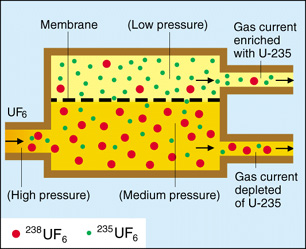 Membrane
(Low pressure)
Gas current
enriched
with U-235
UF6
(High pressure)
(Medium pressure)
Gas current
depleted
of U-235
238UF6
235UF6